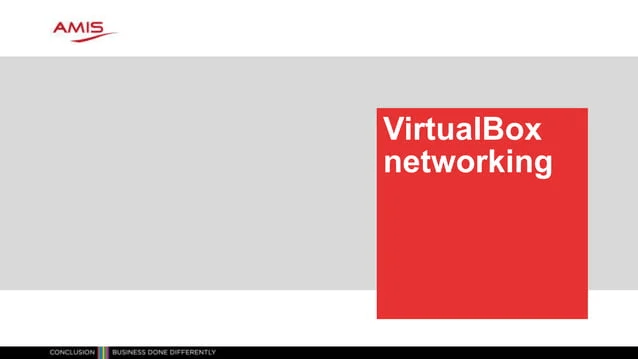 AMIS
VirtualBox
networking
CONCLUSION BUSINESS DONE DIFFERENTLY